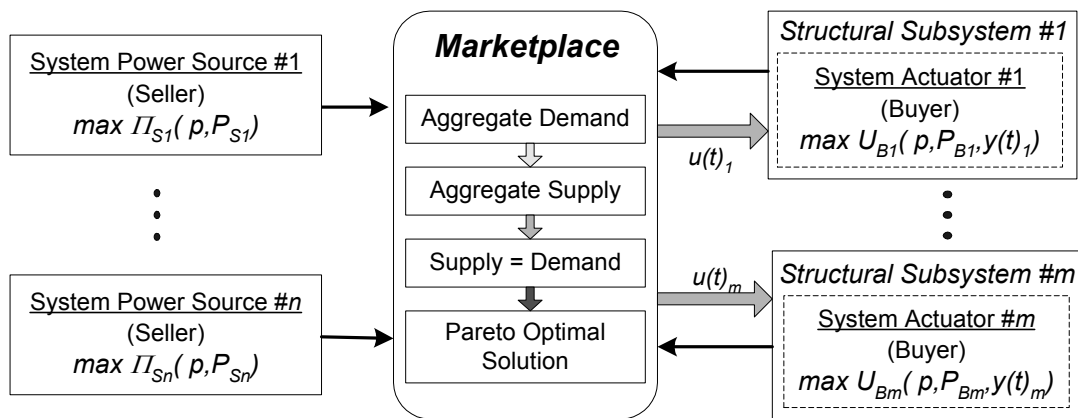 System Power Source #1
(Seller)
max Π_S1( p,P_S1)
System Power Source #n
(Seller)
max Π_Sn( p,P_Sn)
Marketplace
Aggregate Demand
Aggregate Supply
Supply = Demand
Pareto Optimal
Solution
u(t)_1
u(t)_m
Structural Subsystem #1
System Actuator #1
(Buyer)
max U_B1( p,P_B1,y(t)_1)
Structural Subsystem #m
System Actuator #m
(Buyer)
max U_Bm( p,P_Bm,y(t)_m)